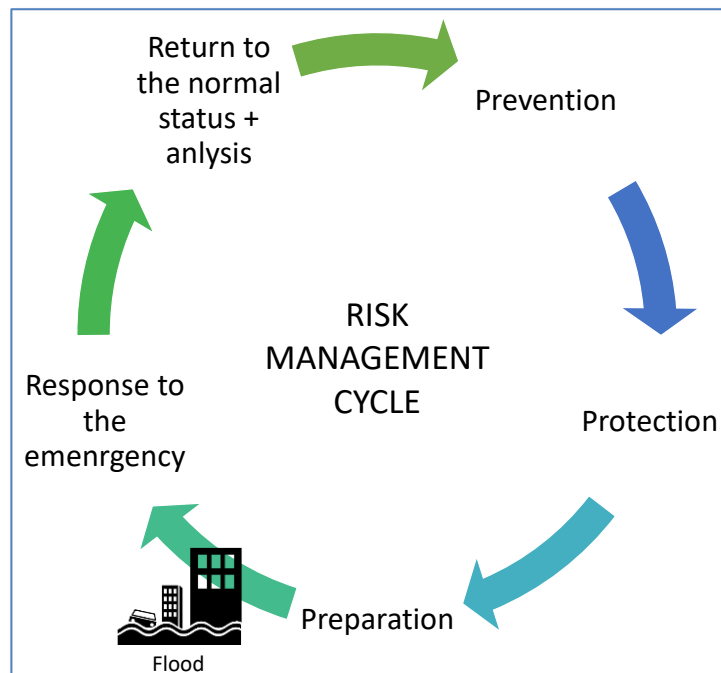 Return to
the normal
status +
anlysis
Prevention
RISK
MANAGEMENT
CYCLE
Response to
the
emenrgency
Protection
Preparation
Flood